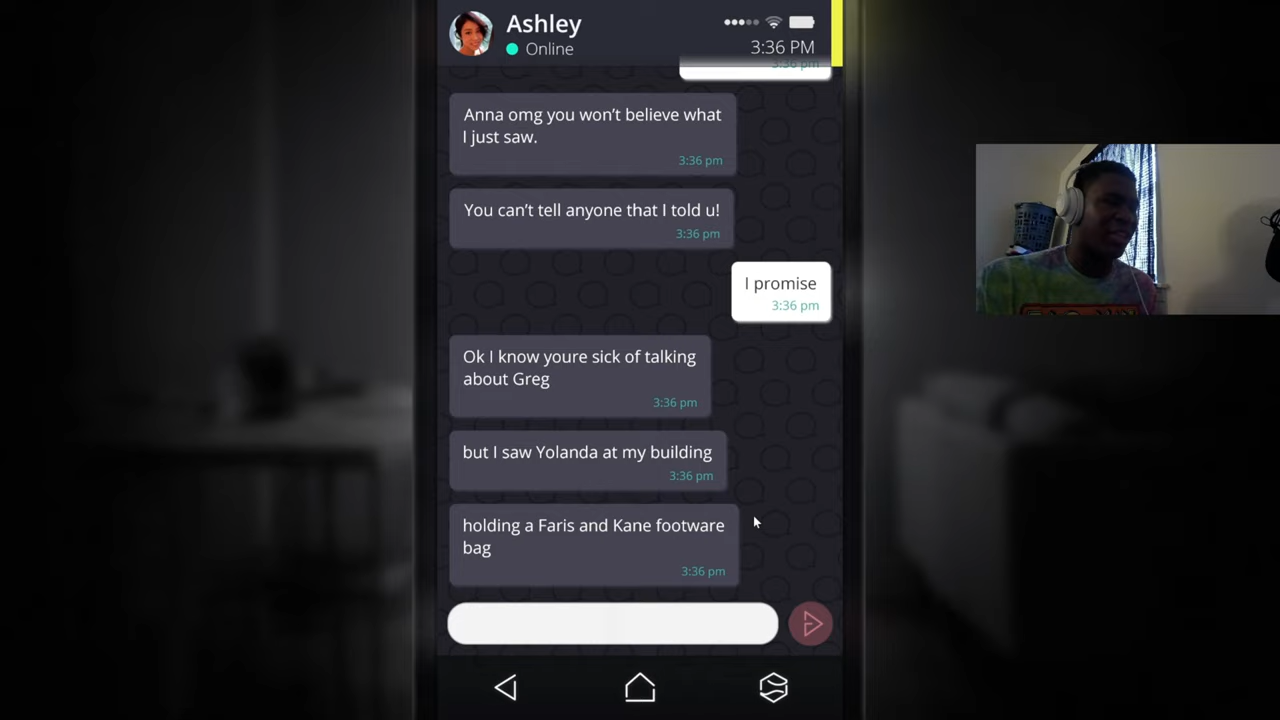 Ashley
Online
3:36 PM
3:36 pm
Anna omg you won’t believe what
I just saw.
3:36 pm
You can’t tell anyone that I told u!
3:36 pm
I promise
3:36 pm
Ok I know youre sick of talking
about Greg
3:36 pm
but I saw Yolanda at my building
3:36 pm
holding a Faris and Kane footware
bag
3:36 pm